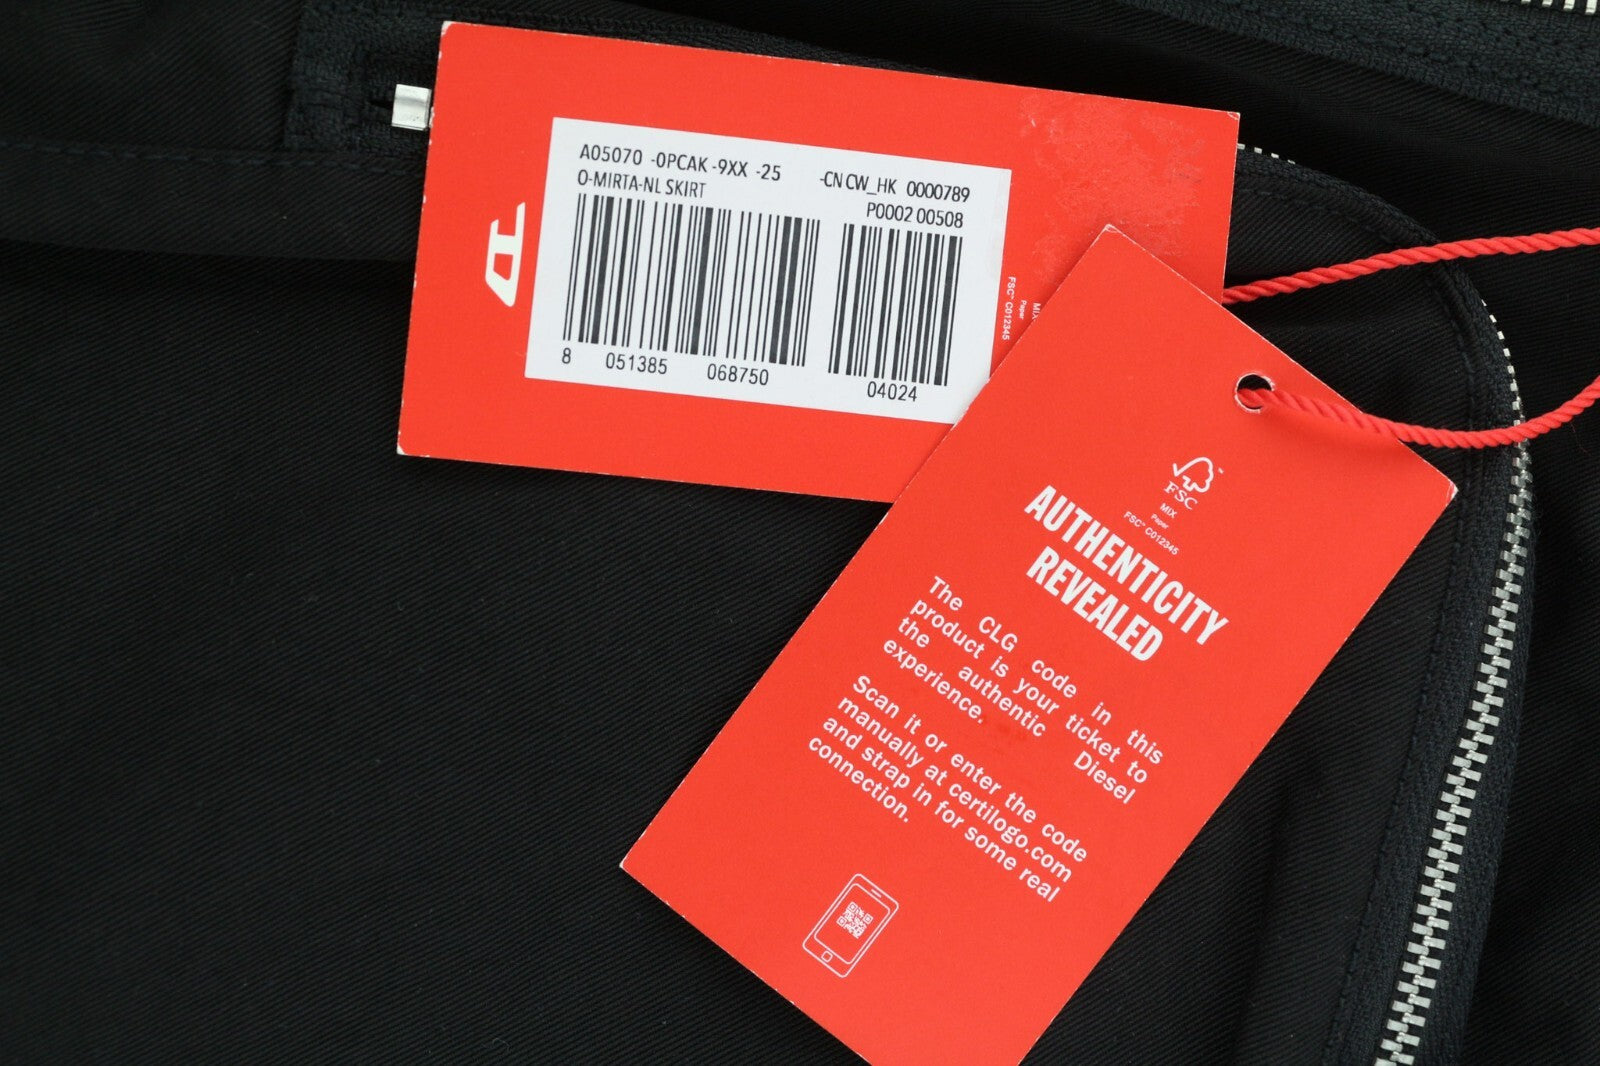 A05070 -0PCAK -9XX -25 -CN CW_HK 0000789
O-MIRTA-NL SKIRT P0002 00508
8 051385 068750 04024
D
MIX
Paper
FSC™ C012345
FSC
MIX
Paper
FSC™ C012345
AUTHENTICITY
REVEALED
The CLG code in this
product is your ticket to
the authentic Diesel
experience.
Scan it or enter the code
manually at certilogo.com
and strap in for some real
connection.